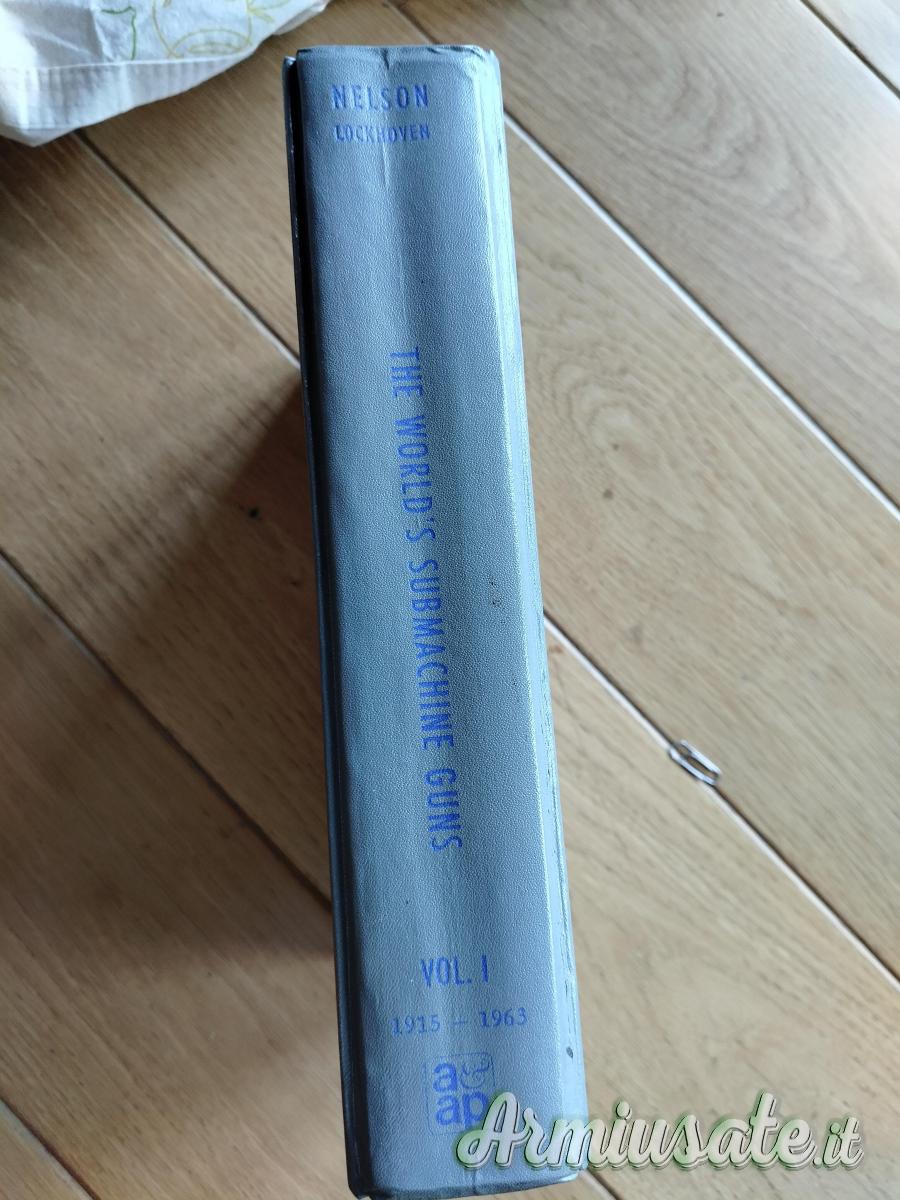 NELSON
LOCKHOVEN
THE WORLD'S SUBMACHINE GUNS
VOL. I
1915 - 1963
a &
ap
Armiusate.it